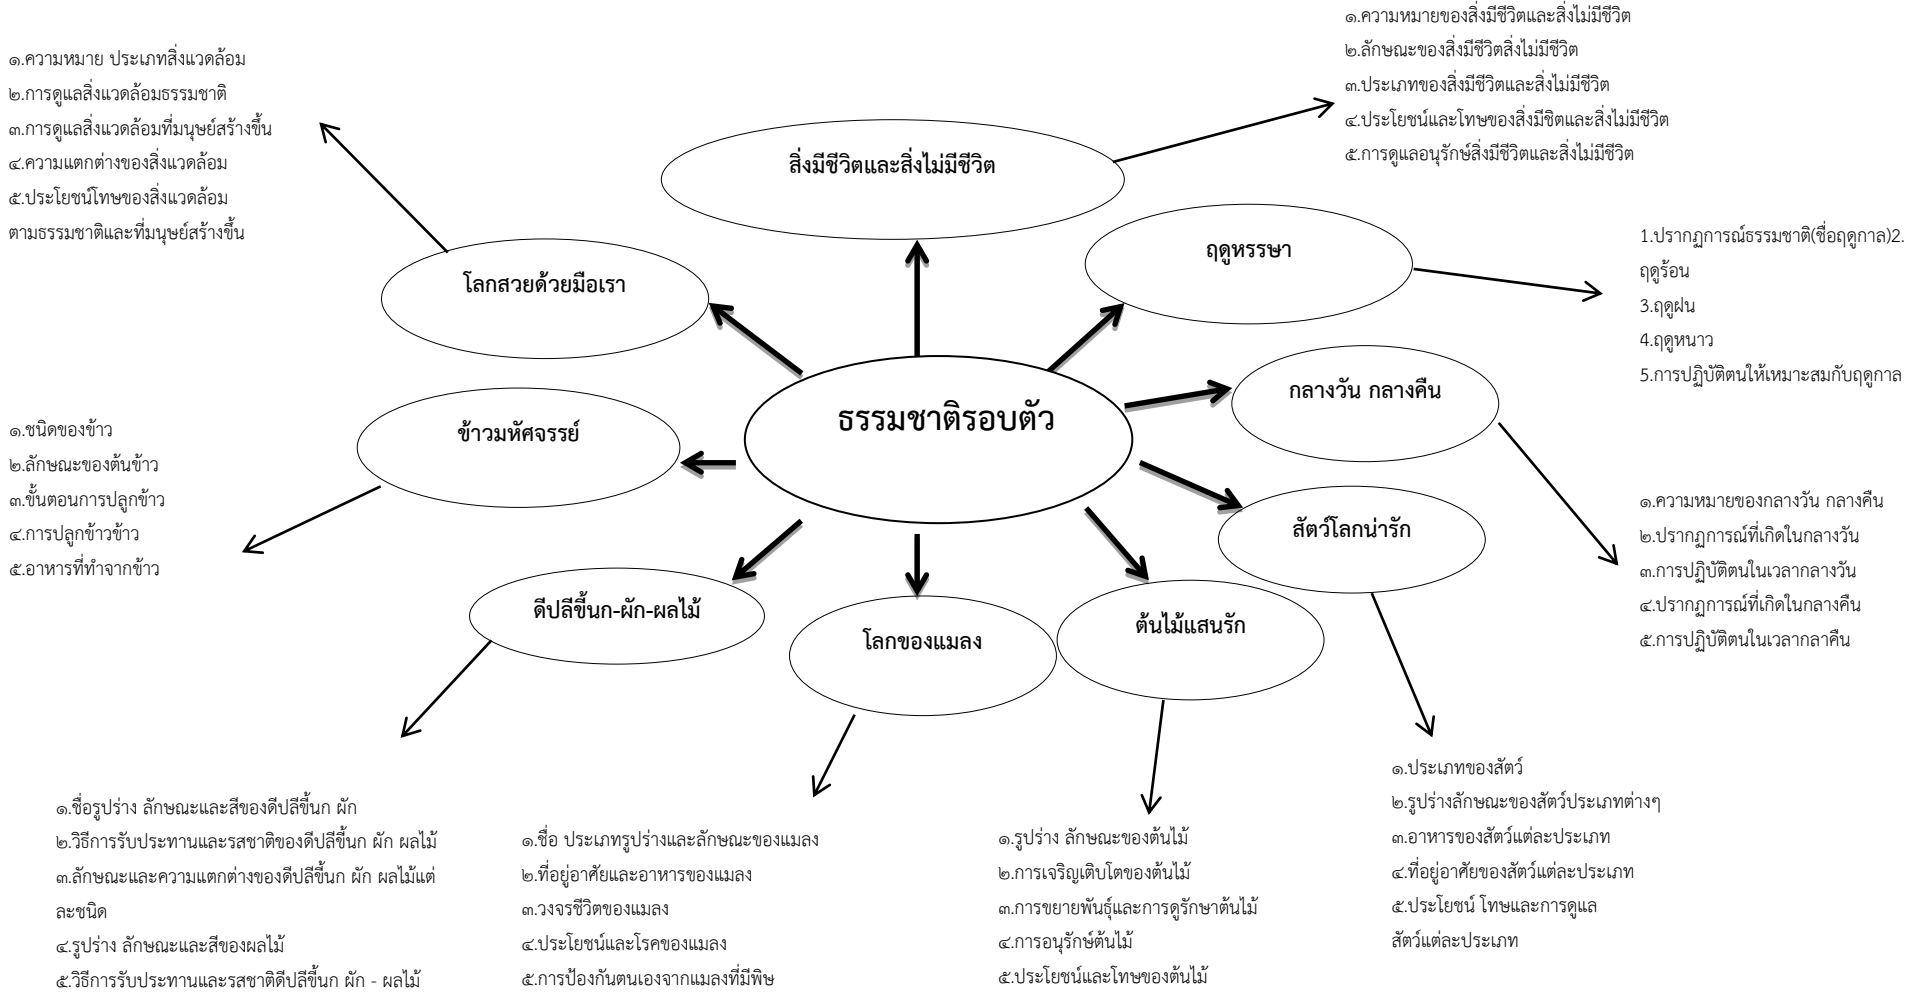 ๑.ความหมายของสิ่งมีชีวิตและสิ่งไม่มีชีวิต
๒.ลักษณะของสิ่งมีชีวิตสิ่งไม่มีชีวิต
๓.ประเภทของสิ่งมีชีวิตและสิ่งไม่มีชีวิต
๔.ประโยชน์และโทษของสิ่งมีชิตและสิ่งไม่มีชีวิต
๕.การดูแลอนุรักษ์สิ่งมีชีวิตและสิ่งไม่มีชีวิต
๑.ความหมาย ประเภทสิ่งแวดล้อม
๒.การดูแลสิ่งแวดล้อมธรรมชาติ
๓.การดูแลสิ่งแวดล้อมที่มนุษย์สร้างขึ้น
๔.ความแตกต่างของสิ่งแวดล้อม
๕.ประโยชน์โทษของสิ่งแวดล้อม
ตามธรรมชาติและที่มนุษย์สร้างขึ้น
สิ่งมีชีวิตและสิ่งไม่มีชีวิต
ฤดูหรรษา
1.ปรากฏการณ์ธรรมชาติ(ชื่อฤดูกาล)2.
ฤดูร้อน
3.ฤดูฝน
4.ฤดูหนาว
5.การปฏิบัติตนให้เหมาะสมกับฤดูกาล
โลกสวยด้วยมือเรา
กลางวัน กลางคืน
ธรรมชาติรอบตัว
ข้าวมหัศจรรย์
๑.ชนิดของข้าว
๒.ลักษณะของต้นข้าว
๓.ขั้นตอนการปลูกข้าว
๔.การปลูกข้าวข้าว
๕.อาหารที่ทำจากข้าว
๑.ความหมายของกลางวัน กลางคืน
๒.ปรากฏการณ์ที่เกิดในกลางวัน
๓.การปฏิบัติตนในเวลากลางวัน
๔.ปรากฏการณ์ที่เกิดในกลางคืน
๕.การปฏิบัติตนในเวลากลาคืน
สัตว์โลกน่ารัก
ดีปลีขี้นก-ผัก-ผลไม้
โลกของแมลง
ต้นไม้แสนรัก
๑.ชื่อรูปร่าง ลักษณะและสีของดีปลีขี้นก ผัก
๒.วิธีการรับประทานและรสชาติของดีปลีขี้นก ผัก ผลไม้
๓.ลักษณะและความแตกต่างของดีปลีขี้นก ผัก ผลไม้แต่
ละชนิด
๔.รูปร่าง ลักษณะและสีของผลไม้
๕.วิธีการรับประทานและรสชาติดีปลีขี้นก ผัก - ผลไม้
๑.ชื่อ ประเภทรูปร่างและลักษณะของแมลง
๒.ที่อยู่อาศัยและอาหารของแมลง
๓.วงจรชีวิตของแมลง
๔.ประโยชน์และโรคของแมลง
๕.การป้องกันตนเองจากแมลงที่มีพิษ
๑.รูปร่าง ลักษณะของต้นไม้
๒.การเจริญเติบโตของต้นไม้
๓.การขยายพันธุ์และการดูรักษาต้นไม้
๔.การอนุรักษ์ต้นไม้
๕.ประโยชน์และโทษของต้นไม้
๑.ประเภทของสัตว์
๒.รูปร่างลักษณะของสัตว์ประเภทต่างๆ
๓.อาหารของสัตว์แต่ละประเภท
๔.ที่อยู่อาศัยของสัตว์แต่ละประเภท
๕.ประโยชน์ โทษและการดูแล
สัตว์แต่ละประเภท